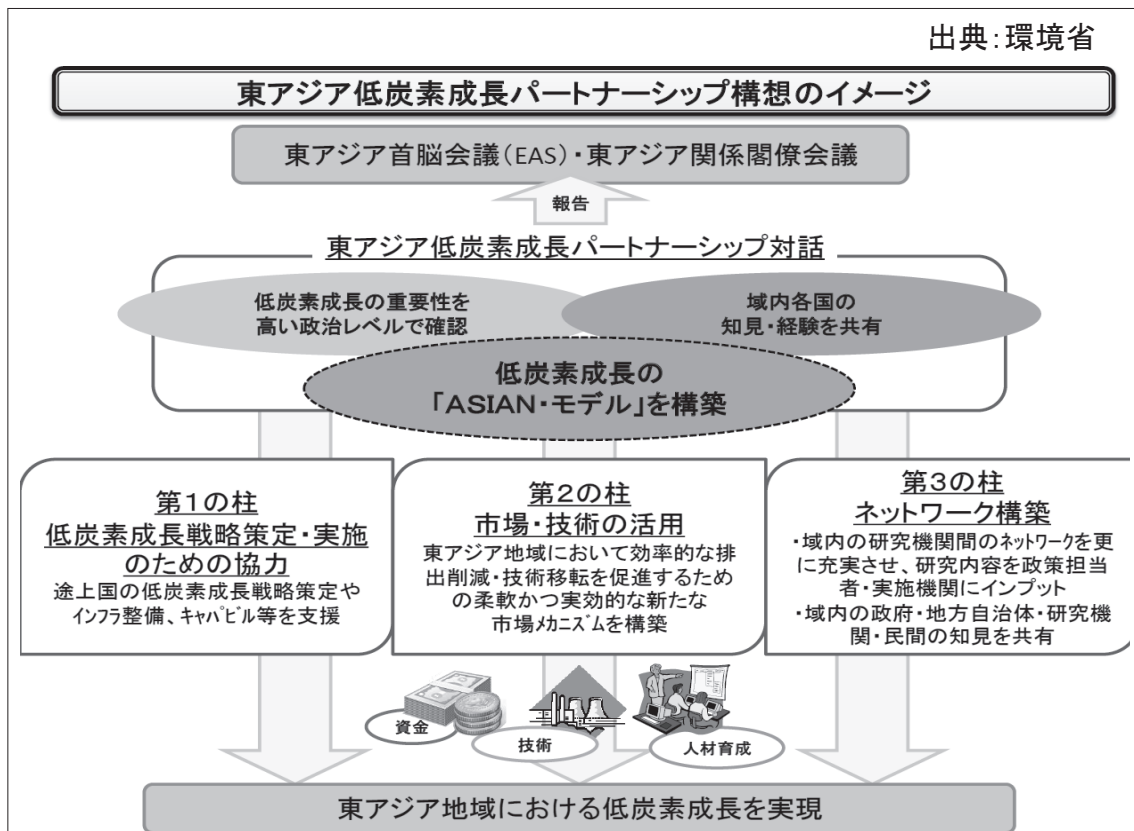 出典：環境省
東アジア低炭素成長パートナーシップ構想のイメージ
東アジア首脳会議（EAS）・東アジア関係閣僚会議
報告
東アジア低炭素成長パートナーシップ対話
低炭素成長の重要性を
高い政治レベルで確認
域内各国の
知見・経験を共有
低炭素成長の
「ASIAN・モデル」を構築
第１の柱
低炭素成長戦略策定・実施
のための協力
途上国の低炭素成長戦略策定や
インフラ整備、キャパビル等を支援
第２の柱
市場・技術の活用
東アジア地域において効率的な排
出削減・技術移転を促進するため
の柔軟かつ実効的な新たな
市場メカニズムを構築
第３の柱
ネットワーク構築
・域内の研究機関間のネットワークを更
に充実させ、研究内容を政策担当
者・実施機関にインプット
・域内の政府・地方自治体・研究機
関・民間の知見を共有
資金
技術
人材育成
東アジア地域における低炭素成長を実現